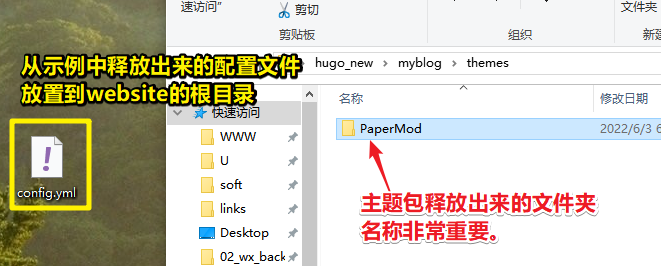 速访问”
剪切
文件夹
剪贴板
组织
新建
从示例中释放出来的配置文件
放置到website的根目录
hugo_new › myblog › themes
名称
修改日期
快速访问
PaperMod
2022/6/3 6
WWW
U
soft
links
Desktop
02_wx_back
config.yml
主题包释放出来的文件夹
名称非常重要。